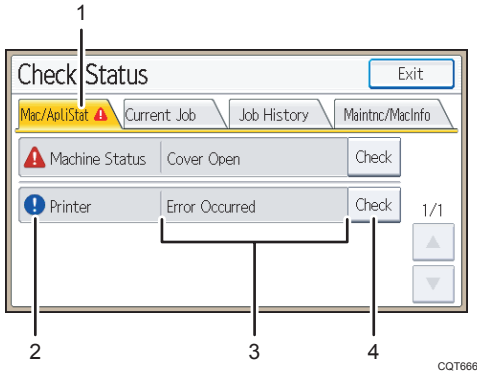 1
Check Status
Exit
Mac/ApliStat Current Job Job History Maintnc/MacInfo
Machine Status Cover Open Check
Printer Error Occurred Check
1/1
2 3 4
CQT666